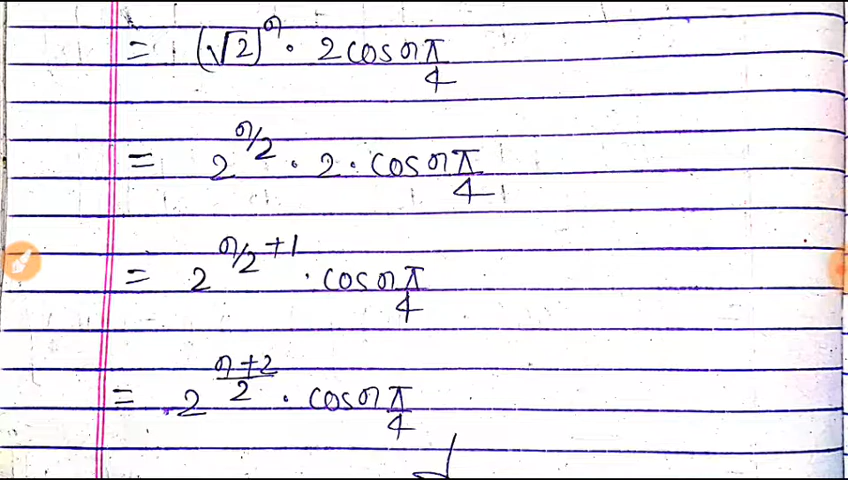 = (√2)^n · 2 cos nπ/4
= 2^(n/2) · 2 · cos nπ/4
= 2^(n/2 + 1) · cos nπ/4
= 2^((n+2)/2) · cos nπ/4